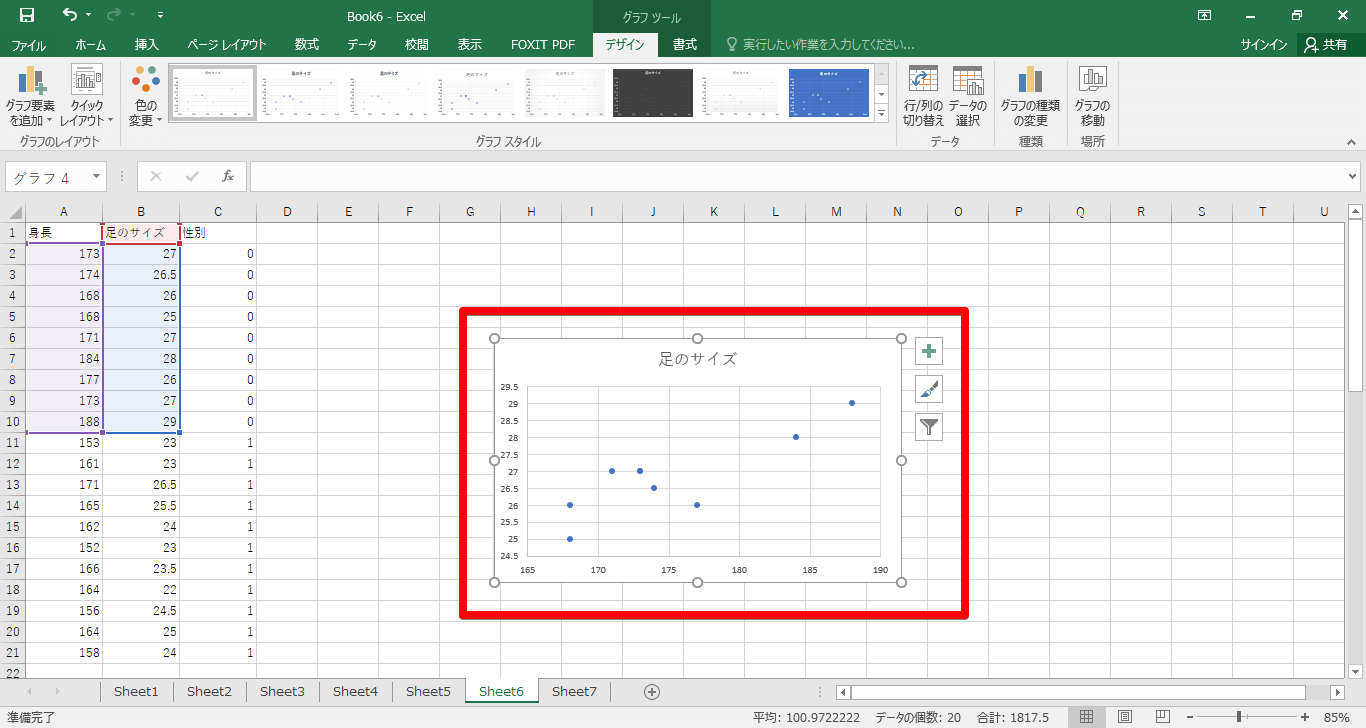 Book6 - Excel
グラフ ツール
ファイル ホーム 挿入 ページ レイアウト 数式 データ 校閲 表示 FOXIT PDF デザイン 書式 実行したい作業を入力してください... サインイン 共有
グラフ要素を追加
クイックレイアウト
グラフのレイアウト
色の変更
グラフ スタイル
行/列の切り替え
データの選択
データ
グラフの種類の変更
種類
グラフの移動
場所
グラフ 4
fx
A B C D E F G H I J K L M N O P Q R S T U
1 身長 足のサイズ 性別
2 173 27 0
3 174 26.5 0
4 168 26 0
5 168 25 0
6 171 27 0
7 184 28 0
8 177 26 0
9 173 27 0
10 188 29 0
11 153 23 1
12 161 23 1
13 171 26.5 1
14 165 25.5 1
15 162 24 1
16 152 23 1
17 166 23.5 1
18 164 22 1
19 156 24.5 1
20 164 25 1
21 158 24 1
22
足のサイズ
29.5
29
28.5
28
27.5
27
26.5
26
25.5
25
24.5
165 170 175 180 185 190
Sheet1 Sheet2 Sheet3 Sheet4 Sheet5 Sheet6 Sheet7
準備完了 平均: 100.9722222 データの個数: 20 合計: 1817.5 85%